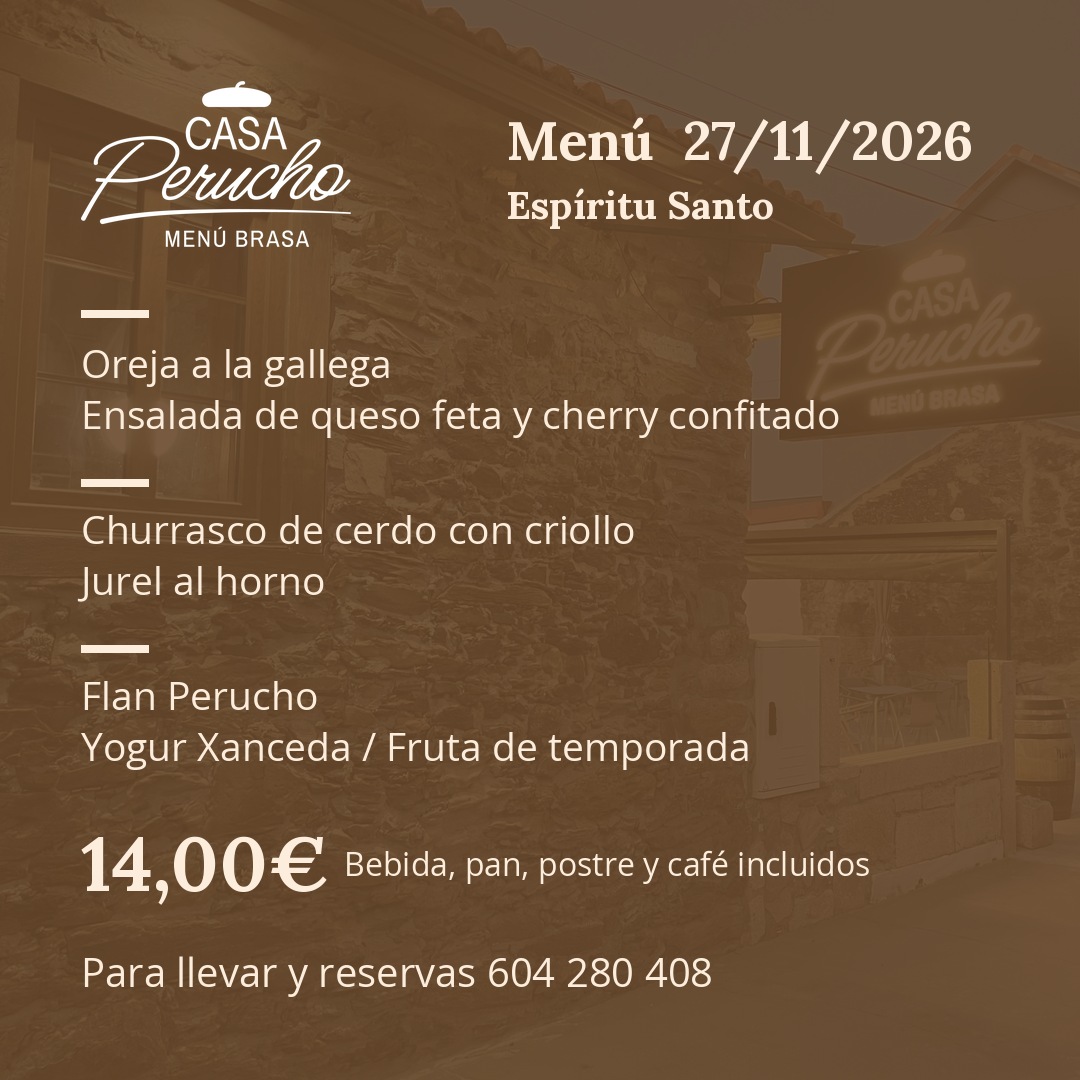 CASA
Perucho
MENÚ BRASA
Menú 27/11/2026
Espíritu Santo
CASA
Perucho
MENÚ BRASA
Oreja a la gallega
Ensalada de queso feta y cherry confitado
Churrasco de cerdo con criollo
Jurel al horno
Flan Perucho
Yogur Xanceda / Fruta de temporada
14,00€ Bebida, pan, postre y café incluidos
Para llevar y reservas 604 280 408